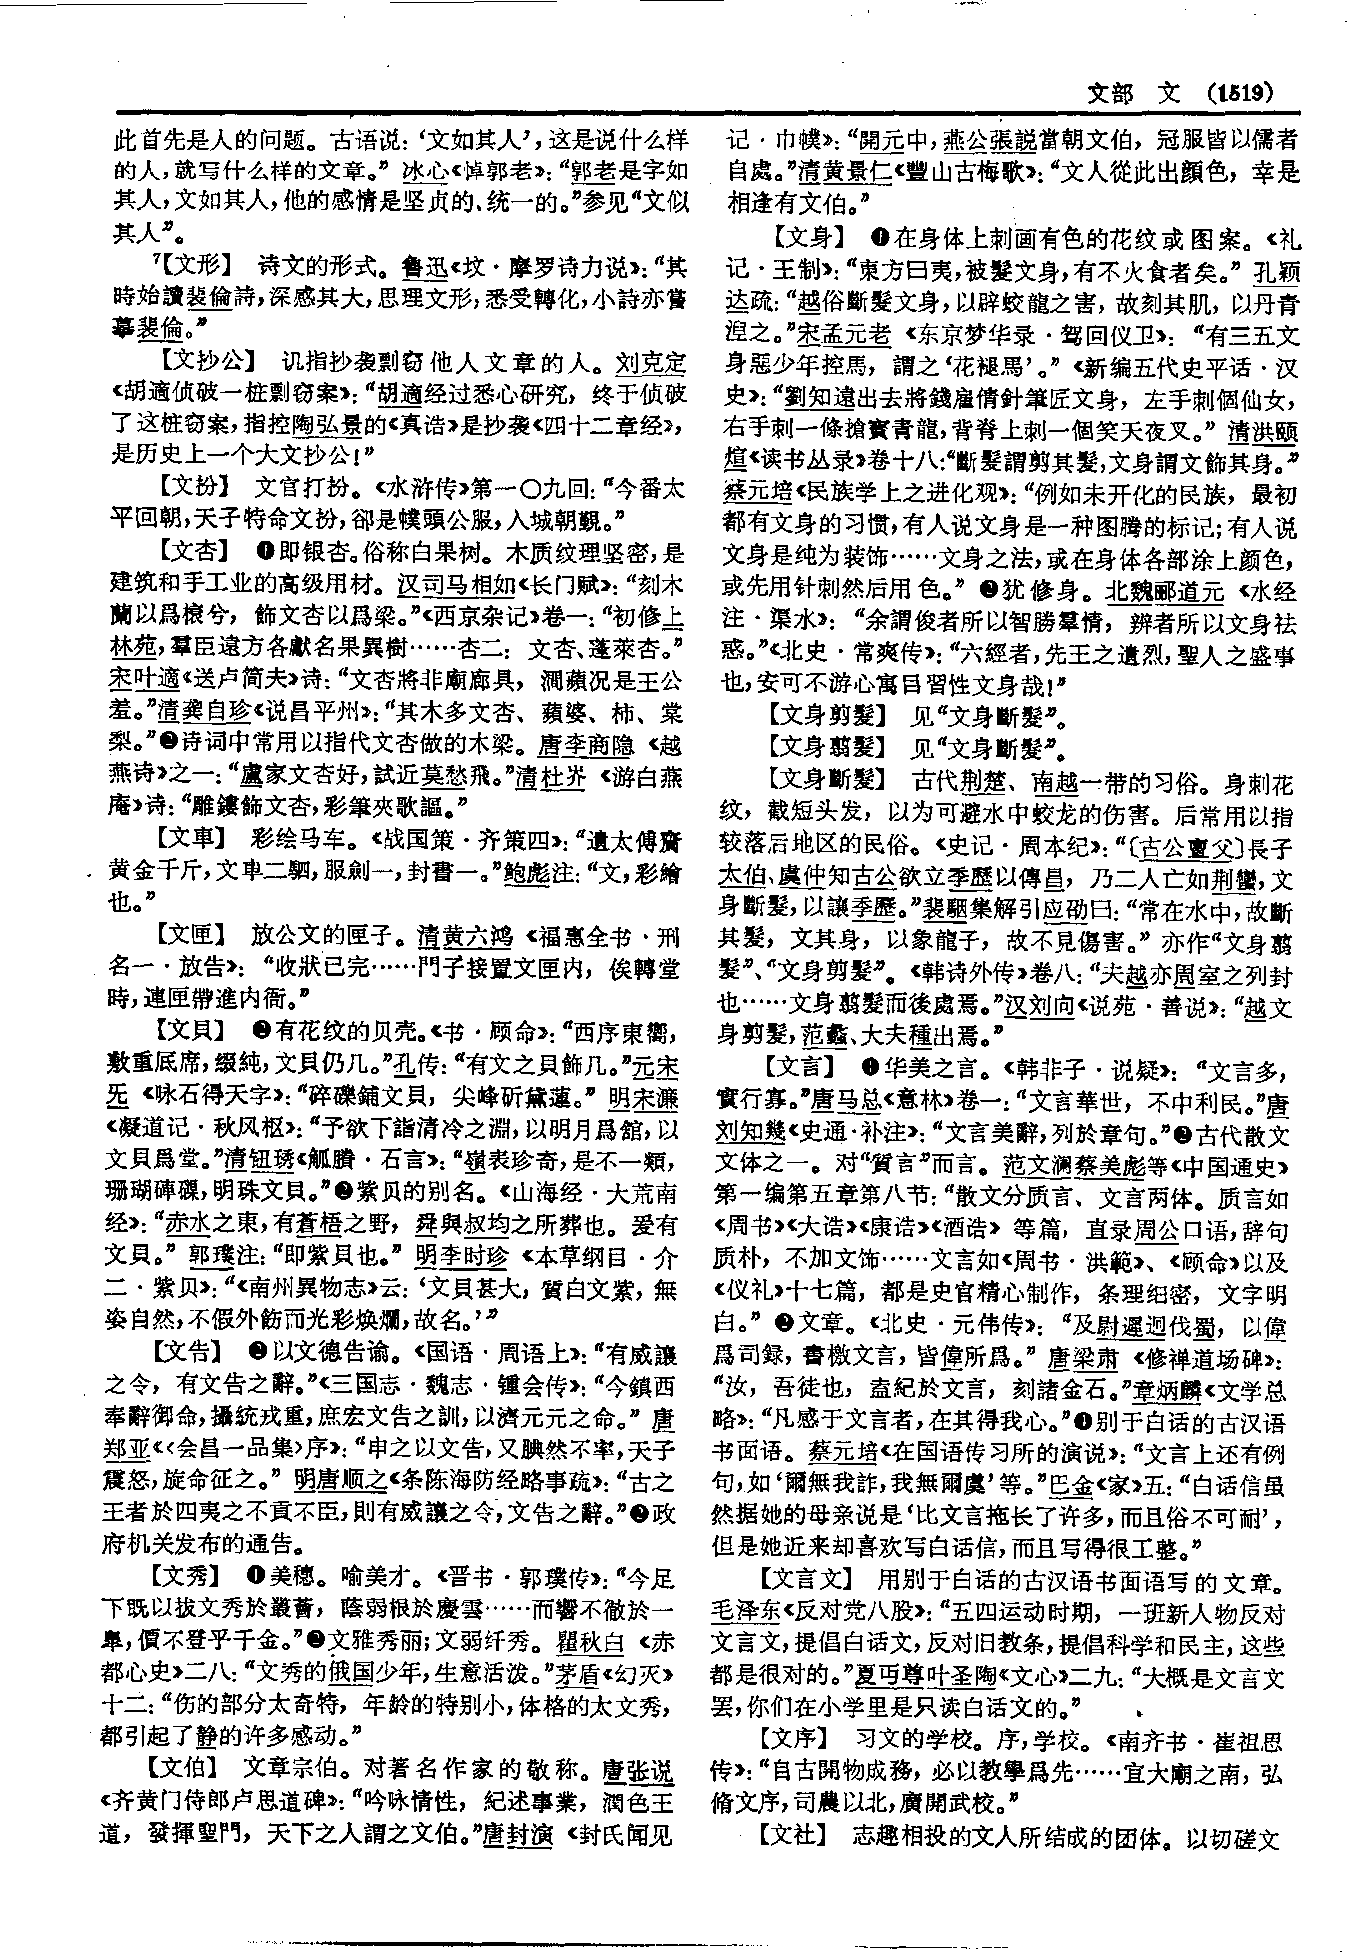 文部　文　(1519)
此首先是人的问题。古语说：‘文如其人’，这是说什么样
的人，就写什么样的文章。”冰心《悼郭老》：“郭老是字如
其人，文如其人，他的感情是坚贞的、统一的。”参见“文似
其人”。
【文形】　诗文的形式。鲁迅《坟·摩罗诗力说》：“其
時始讀裴倫詩，深感其大，思理文形，悉受轉化，小詩亦嘗
摹裴倫。”
【文抄公】　讥指抄袭剽窃他人文章的人。刘克定
《胡適侦破一桩剽窃案》：“胡適经过悉心研究，终于侦破
了这桩窃案，指控陶弘景的《真诰》是抄袭《四十二章经》，
是历史上一个大文抄公！”
【文扮】　文官打扮。《水浒传》第一〇九回：“今番太
平回朝，天子特命文扮，卻是幞頭公服，入城朝覲。”
【文杏】　❶即银杏。俗称白果树。木质纹理坚密，是
建筑和手工业的高级用材。汉司马相如《长门赋》：“刻木
蘭以爲榱兮，飾文杏以爲梁。”《西京杂记》卷一：“初修上
林苑，羣臣遠方各獻名果異樹……杏二：文杏、蓬萊杏。”
宋叶適《送卢简夫》诗：“文杏將非廟廊具，澗蘋況是王公
羞。”清龚自珍《说昌平州》：“其木多文杏、蘋婆、柿、棠
梨。”❷诗词中常用以指代文杏做的木梁。唐李商隐《越
燕诗》之一：“盧家文杏好，試近莫愁飛。”清杜岕《游白燕
庵》诗：“雕鏤飾文杏，彩筆夾歌謳。”
【文車】　彩绘马车。《战国策·齐策四》：“遣太傅齎
黄金千斤，文車二駟，服劍一，封書一。”鲍彪注：“文，彩繪
也。”
【文匣】　放公文的匣子。清黄六鸿《福惠全书·刑
名一·放告》：“收狀已完……門子接置文匣内，俟轉堂
時，連匣帶進内衙。”
【文貝】　❷有花纹的贝壳。《书·顾命》：“西序東嚮，
敷重厎席，綴純，文貝仍几。”孔传：“有文之貝飾几。”元宋
旡《咏石得天字》：“碎礫鋪文貝，尖峰斫黛蓮。”明宋濂
《凝道记·秋风枢》：“予欲下詣清泠之淵，以明月爲舘，以
文貝爲堂。”清钮琇《觚賸·石言》：“嶺表珍奇，是不一類，
珊瑚硨磲，明珠文貝。”❷紫贝的别名。《山海经·大荒南
经》：“赤水之東，有蒼梧之野，舜與叔均之所葬也。爰有
文貝。”郭璞注：“即紫貝也。”明李时珍《本草纲目·介
二·紫贝》：“《南州異物志》云：‘文貝甚大，質白文紫，無
姿自然，不假外飾而光彩焕爛，故名。’”
【文告】　❷以文德告谕。《国语·周语上》：“有威讓
之令，有文告之辭。”《三国志·魏志·锺会传》：“今鎮西
奉辭御命，攝統戎重，庶宏文告之訓，以濟元元之命。”唐
郑亚《〈会昌一品集〉序》：“申之以文告，又腆然不率，天子
震怒，旋命征之。”明唐顺之《条陈海防经略事疏》：“古之
王者於四夷之不貢不臣，則有威讓之令，文告之辭。”❷政
府机关发布的通告。
【文秀】　❶美穗。喻美才。《晋书·郭璞传》：“今足
下既以拔文秀於叢薈，蔭弱根於慶雲……而響不徹於一
皋，價不登乎千金。”❷文雅秀丽；文弱纤秀。瞿秋白《赤
都心史》二八：“文秀的俄国少年，生意活泼。”茅盾《幻灭》
十二：“伤的部分太奇特，年龄的特别小，体格的太文秀，
都引起了静的许多感动。”
【文伯】　文章宗伯。对著名作家的敬称。唐张说
《齐黄门侍郎卢思道碑》：“吟咏情性，紀述事業，潤色王
道，發揮聖門，天下之人謂之文伯。”唐封演《封氏闻见
记·巾幞》：“開元中，燕公張説當朝文伯，冠服皆以儒者
自處。”清黄景仁《豐山古梅歌》：“文人從此出顔色，幸是
相逢有文伯。”
【文身】　❶在身体上刺画有色的花纹或图案。《礼
记·王制》：“東方曰夷，被髮文身，有不火食者矣。”孔颖
达疏：“越俗斷髮文身，以辟蛟龍之害，故刻其肌，以丹青
湼之。”宋孟元老《东京梦华录·驾回仪卫》：“有三五文
身惡少年控馬，謂之‘花褪馬’。”《新编五代史平话·汉
史》：“劉知遠出去將錢雇倩針筆匠文身，左手刺個仙女，
右手刺一條搶寶青龍，背脊上刺一個笑天夜叉。”清洪颐
煊《读书丛录》卷十八：“斷髮謂剪其髮，文身謂文飾其身。”
蔡元培《民族学上之进化观》：“例如未开化的民族，最初
都有文身的习惯，有人说文身是一种图腾的标记；有人说
文身是纯为装饰……文身之法，或在身体各部涂上颜色，
或先用针刺然后用色。”❷犹修身。北魏郦道元《水经
注·渠水》：“余謂俊者所以智勝羣情，辨者所以文身祛
惑。”《北史·常爽传》：“六經者，先王之遺烈，聖人之盛事
也，安可不游心寓目習性文身哉！”
【文身剪髮】　见“文身斷髮”。
【文身翦髮】　见“文身斷髮”。
【文身斷髮】　古代荆楚、南越一带的习俗。身刺花
纹，截短头发，以为可避水中蛟龙的伤害。后常用以指
较落后地区的民俗。《史记·周本纪》：“〔古公亶父〕長子
太伯、虞仲知古公欲立季歷以傳昌，乃二人亡如荆蠻，文
身斷髮，以讓季歷。”裴駰集解引应劭曰：“常在水中，故斷
其髮，文其身，以象龍子，故不見傷害。”亦作“文身翦
髮”、“文身剪髮”。《韩诗外传》卷八：“夫越亦周室之列封
也……文身翦髮而後處焉。”汉刘向《说苑·善说》：“越文
身剪髮，范蠡、大夫種出焉。”
【文言】　❶华美之言。《韩非子·说疑》：“文言多，
實行寡。”唐马总《意林》卷一：“文言華世，不中利民。”唐
刘知幾《史通·补注》：“文言美辭，列於章句。”❷古代散文
文体之一。对“質言”而言。范文澜蔡美彪等《中国通史》
第一编第五章第八节：“散文分质言、文言两体。质言如
《周书》《大诰》《康诰》《酒诰》等篇，直录周公口语，辞句
质朴，不加文饰……文言如《周书·洪範》、《顾命》以及
《仪礼》十七篇，都是史官精心制作，条理细密，文字明
白。”❷文章。《北史·元伟传》：“及尉遲迥伐蜀，以偉
爲司録，書檄文言，皆偉所爲。”唐梁肃《修禅道场碑》：
“汝，吾徒也，盍紀於文言，刻諸金石。”章炳麟《文学总
略》：“凡感于文言者，在其得我心。”❶别于白话的古汉语
书面语。蔡元培《在国语传习所的演说》：“文言上还有例
句，如‘爾無我詐，我無爾虞’等。”巴金《家》五：“白话信虽
然据她的母亲说是‘比文言拖长了许多，而且俗不可耐’，
但是她近来却喜欢写白话信，而且写得很工整。”
【文言文】　用别于白话的古汉语书面语写的文章。
毛泽东《反对党八股》：“五四运动时期，一班新人物反对
文言文，提倡白话文，反对旧教条，提倡科学和民主，这些
都是很对的。”夏丏尊叶圣陶《文心》二九：“大概是文言文
罢，你们在小学里是只读白话文的。”
【文序】　习文的学校。序，学校。《南齐书·崔祖思
传》：“自古開物成務，必以教學爲先……宜大廟之南，弘
脩文序，司農以北，廣開武校。”
【文社】　志趣相投的文人所结成的团体。以切磋文